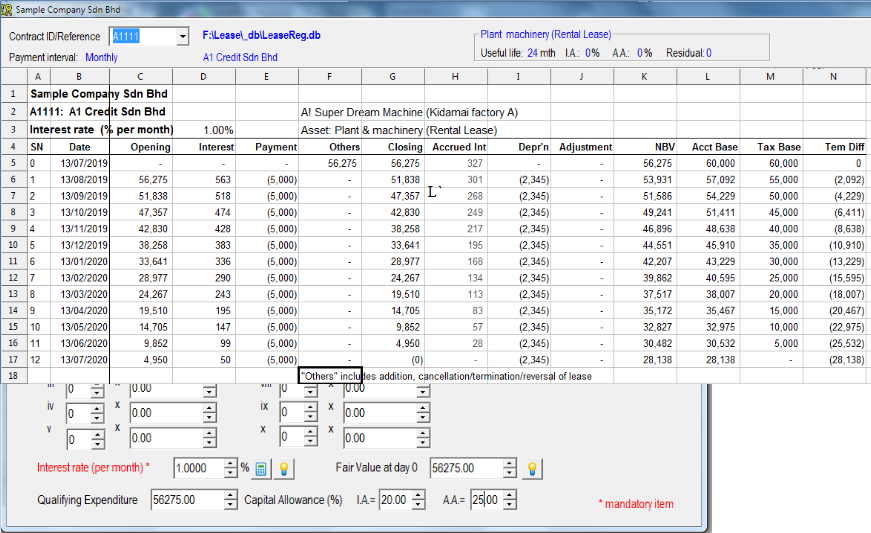 Sample Company Sdn Bhd
Contract ID/Reference A1111 F:\Lease\_db\LeaseReg.db
Plant machinery (Rental Lease)
Useful life: 24 mth I.A.: 0% A.A.: 0% Residual: 0
Payment interval: Monthly A1 Credit Sdn Bhd
A B C D E F G H I J K L M N
1 Sample Company Sdn Bhd
2 A1111: A1 Credit Sdn Bhd A! Super Dream Machine (Kidamai factory A)
3 Interest rate (% per month) 1.00% Asset: Plant & machinery (Rental Lease)
4 SN Date Opening Interest Payment Others Closing Accrued Int Depr'n Adjustment NBV Acct Base Tax Base Tem Diff
5 0 13/07/2019 - - - 56,275 56,275 327 - - 56,275 60,000 60,000 0
6 1 13/08/2019 56,275 563 (5,000) - 51,838 301 (2,345) - 53,931 57,092 55,000 (2,092)
7 2 13/09/2019 51,838 518 (5,000) - 47,357 L` 268 (2,345) - 51,586 54,229 50,000 (4,229)
8 3 13/10/2019 47,357 474 (5,000) - 42,830 249 (2,345) - 49,241 51,411 45,000 (6,411)
9 4 13/11/2019 42,830 428 (5,000) - 38,258 217 (2,345) - 46,896 48,638 40,000 (8,638)
10 5 13/12/2019 38,258 383 (5,000) - 33,641 195 (2,345) - 44,551 45,910 35,000 (10,910)
11 6 13/01/2020 33,641 336 (5,000) - 28,977 168 (2,345) - 42,207 43,229 30,000 (13,229)
12 7 13/02/2020 28,977 290 (5,000) - 24,267 134 (2,345) - 39,862 40,595 25,000 (15,595)
13 8 13/03/2020 24,267 243 (5,000) - 19,510 113 (2,345) - 37,517 38,007 20,000 (18,007)
14 9 13/04/2020 19,510 195 (5,000) - 14,705 83 (2,345) - 35,172 35,467 15,000 (20,467)
15 10 13/05/2020 14,705 147 (5,000) - 9,852 57 (2,345) - 32,827 32,975 10,000 (22,975)
16 11 13/06/2020 9,852 99 (5,000) - 4,950 28 (2,345) - 30,482 30,532 5,000 (25,532)
17 12 13/07/2020 4,950 50 (5,000) - (0) - (2,345) - 28,138 28,138 - (28,138)
18 "Others" includes addition, cancellation/termination/reversal of lease
0 0.00 0 0.00
iv 0 x 0.00 ix 0 x 0.00
v 0 x 0.00 x 0 x 0.00
Interest rate (per month) * 1.0000 % Fair Value at day 0 56275.00
Qualifying Expenditure 56275.00 Capital Allowance (%) I.A.= 20.00 A.A.= 25.00
* mandatory item